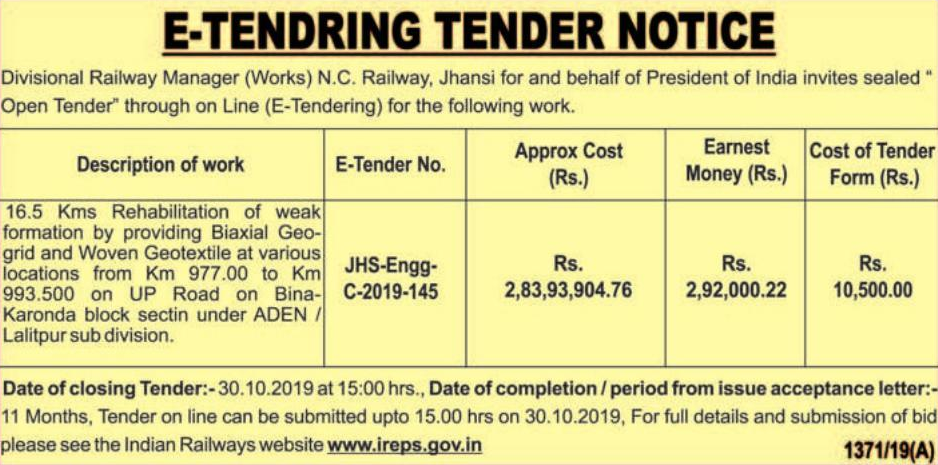 E-TENDRING TENDER NOTICE
Divisional Railway Manager (Works) N.C. Railway, Jhansi for and behalf of President of India invites sealed “
Open Tender” through on Line (E-Tendering) for the following work.
Description of work
E-Tender No.
Approx Cost
(Rs.)
Earnest
Money (Rs.)
Cost of Tender
Form (Rs.)
16.5 Kms Rehabilitation of weak
formation by providing Biaxial Geo-
grid and Woven Geotextile at various
locations from Km 977.00 to Km
993.500 on UP Road on Bina-
Karonda block sectin under ADEN /
Lalitpur sub division.
JHS-Engg-
C-2019-145
Rs.
2,83,93,904.76
Rs.
2,92,000.22
Rs.
10,500.00
Date of closing Tender:- 30.10.2019 at 15:00 hrs., Date of completion / period from issue acceptance letter:-
11 Months, Tender on line can be submitted upto 15.00 hrs on 30.10.2019, For full details and submission of bid
please see the Indian Railways website www.ireps.gov.in
1371/19(A)